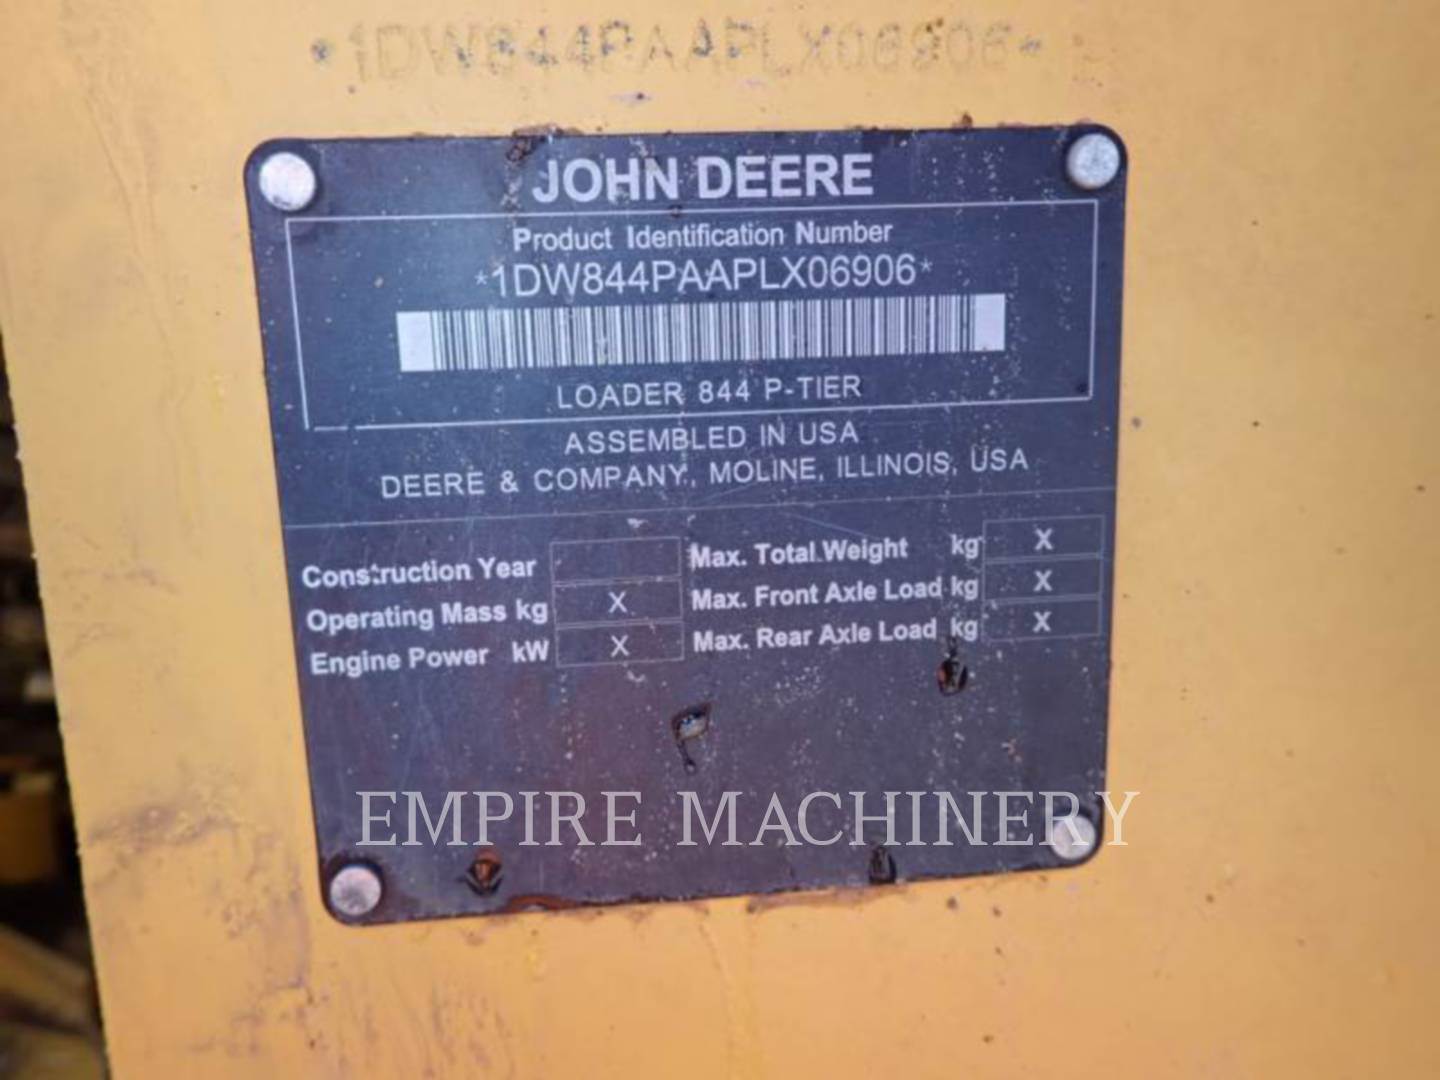 *1DW844PAAPLX06906*
JOHN DEERE
Product Identification Number
*1DW844PAAPLX06906*
LOADER 844 P-TIER
ASSEMBLED IN USA
DEERE & COMPANY, MOLINE, ILLINOIS, USA
Construction Year
Operating Mass kg X
Engine Power kW X
Max. Total Weight kg X
Max. Front Axle Load kg X
Max. Rear Axle Load kg X
EMPIRE MACHINERY